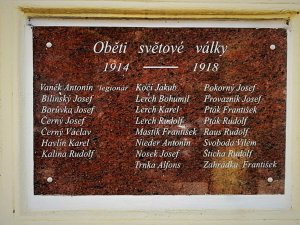 Oběti světové války
1914 —— 1918
Vaněk Antonín legionář
Bílinský Josef
Borůvka Josef
Černý Josef
Černý Václav
Havlín Karel
Kalina Rudolf
Kočí Jakub
Lerch Bohumil
Lerch Karel
Lerch Rudolf
Mastík František
Nieder Antonín
Nosek Josef
Trnka Alfons
Pokorný Josef
Provazník Josef
Pták František
Pták Rudolf
Raus Rudolf
Svoboda Vilém
Šticha Rudolf
Zahrádka František